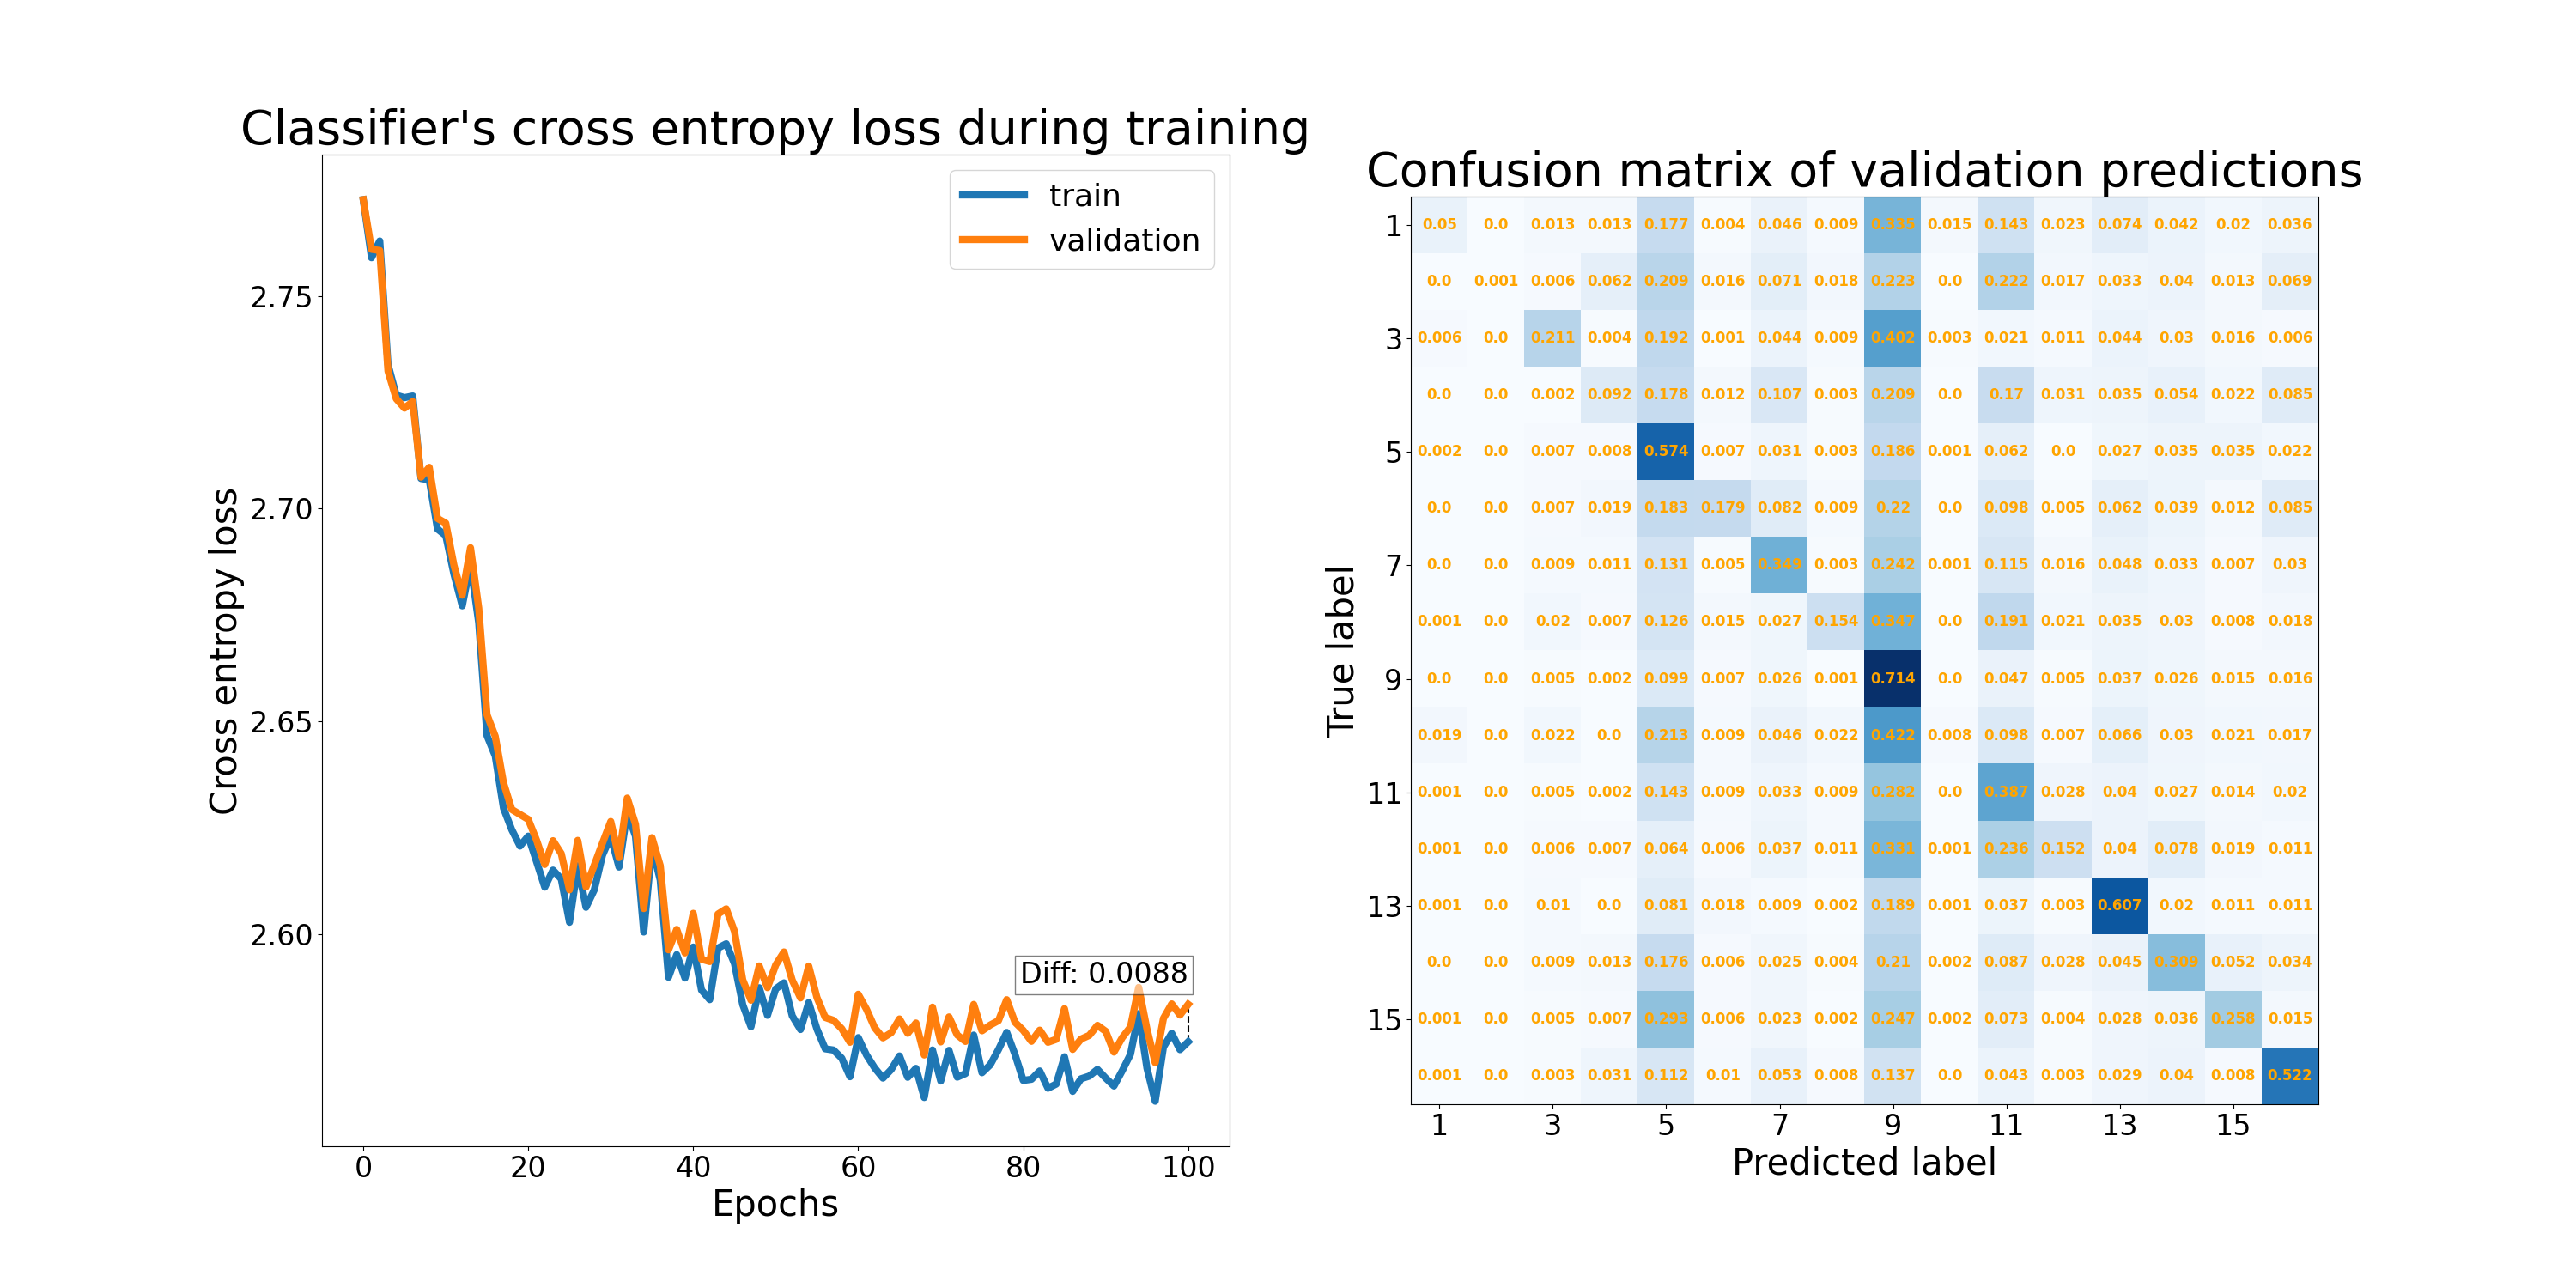 Classifier's cross entropy loss during training
train
validation
2.75
2.70
2.65
2.60
Cross entropy loss
Diff: 0.0088
0 20 40 60 80 100
Epochs
Confusion matrix of validation predictions
1 0.05 0.0 0.013 0.013 0.177 0.004 0.046 0.009 0.335 0.015 0.143 0.023 0.074 0.042 0.02 0.036
0.0 0.001 0.006 0.062 0.209 0.016 0.071 0.018 0.223 0.0 0.222 0.017 0.033 0.04 0.013 0.069
3 0.006 0.0 0.211 0.004 0.192 0.001 0.044 0.009 0.402 0.003 0.021 0.011 0.044 0.03 0.016 0.006
0.0 0.0 0.002 0.092 0.178 0.012 0.107 0.003 0.209 0.0 0.17 0.031 0.035 0.054 0.022 0.085
5 0.002 0.0 0.007 0.008 0.574 0.007 0.031 0.003 0.186 0.001 0.062 0.0 0.027 0.035 0.035 0.022
0.0 0.0 0.007 0.019 0.183 0.179 0.082 0.009 0.22 0.0 0.098 0.005 0.062 0.039 0.012 0.085
7 0.0 0.0 0.009 0.011 0.131 0.005 0.349 0.003 0.242 0.001 0.115 0.016 0.048 0.033 0.007 0.03
0.001 0.0 0.02 0.007 0.126 0.015 0.027 0.154 0.347 0.0 0.191 0.021 0.035 0.03 0.008 0.018
9 0.0 0.0 0.005 0.002 0.099 0.007 0.026 0.001 0.714 0.0 0.047 0.005 0.037 0.026 0.015 0.016
0.019 0.0 0.022 0.0 0.213 0.009 0.046 0.022 0.422 0.008 0.098 0.007 0.066 0.03 0.021 0.017
11 0.001 0.0 0.005 0.002 0.143 0.009 0.033 0.009 0.282 0.0 0.387 0.028 0.04 0.027 0.014 0.02
0.001 0.0 0.006 0.007 0.064 0.006 0.037 0.011 0.331 0.001 0.236 0.152 0.04 0.078 0.019 0.011
13 0.001 0.0 0.01 0.0 0.081 0.018 0.009 0.002 0.189 0.001 0.037 0.003 0.607 0.02 0.011 0.011
0.0 0.0 0.009 0.013 0.176 0.006 0.025 0.004 0.21 0.002 0.087 0.028 0.045 0.309 0.052 0.034
15 0.001 0.0 0.005 0.007 0.293 0.006 0.023 0.002 0.247 0.002 0.073 0.004 0.028 0.036 0.258 0.015
0.001 0.0 0.003 0.031 0.112 0.01 0.053 0.008 0.137 0.0 0.043 0.003 0.029 0.04 0.008 0.522
True label
1 3 5 7 9 11 13 15
Predicted label